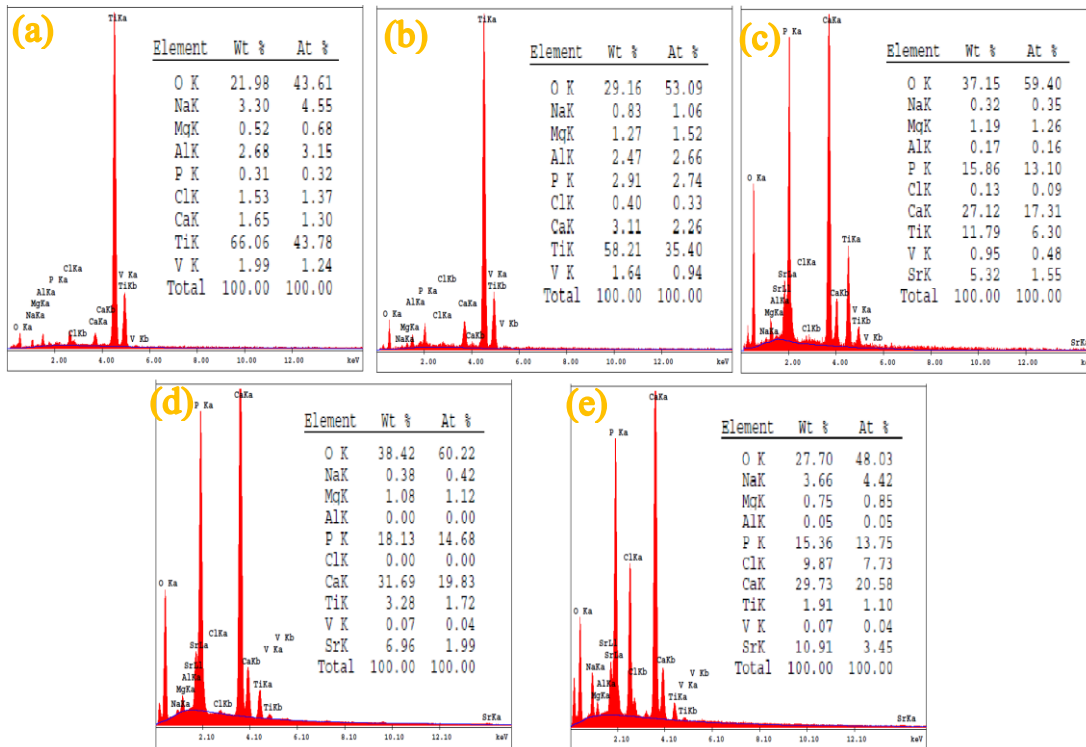 (a)
TiKa
Element Wt % At %
O K 21.98 43.61
NaK 3.30 4.55
MgK 0.52 0.68
AlK 2.68 3.15
P K 0.31 0.32
ClK 1.53 1.37
CaK 1.65 1.30
TiK 66.06 43.78
V K 1.99 1.24
Total 100.00 100.00
ClKa
P Ka
AlKa
MgKa
NaKa
O Ka
ClKb
CaKb
CaKa
V Ka
TiKb
V Kb
2.00 4.00 6.00 8.00 10.00 12.00 keV
(b)
TiKa
Element Wt % At %
O K 29.16 53.09
NaK 0.83 1.06
MgK 1.27 1.52
AlK 2.47 2.66
P K 2.91 2.74
ClK 0.40 0.33
CaK 3.11 2.26
TiK 58.21 35.40
V K 1.64 0.94
Total 100.00 100.00
ClKb
P Ka ClKa
AlKa
O Ka
MgKa
NaKa
CaKa
CaKb
V Ka
TiKb
V Kb
2.00 4.00 6.00 8.00 10.00 12.00 keV
(c)
CaKa
P Ka
Element Wt % At %
O K 37.15 59.40
NaK 0.32 0.35
MgK 1.19 1.26
AlK 0.17 0.16
P K 15.86 13.10
ClK 0.13 0.09
CaK 27.12 17.31
TiK 11.79 6.30
V K 0.95 0.48
SrK 5.32 1.55
Total 100.00 100.00
O Ka
TiKa
ClKa
SrLa
SrLl
AlKa
MgKa
NaKa
ClKb
CaKb
V Ka
TiKb
V Kb
SrKa
2.00 4.00 6.00 8.00 10.00 12.00 14.00 keV
(d)
CaKa
P Ka
Element Wt % At %
O K 38.42 60.22
NaK 0.38 0.42
MgK 1.08 1.12
AlK 0.00 0.00
P K 18.13 14.68
ClK 0.00 0.00
CaK 31.69 19.83
TiK 3.28 1.72
V K 0.07 0.04
SrK 6.96 1.99
Total 100.00 100.00
O Ka
ClKa
SrLa
SrLl
AlKa
MgKa
NaKa
ClKb
CaKb
V Kb
V Ka
TiKa
TiKb
SrKa
2.10 4.10 6.10 8.10 10.10 12.10 keV
(e)
CaKa
P Ka
Element Wt % At %
O K 27.70 48.03
NaK 3.66 4.42
MgK 0.75 0.85
AlK 0.05 0.05
P K 15.36 13.75
ClK 9.87 7.73
CaK 29.73 20.58
TiK 1.91 1.10
V K 0.07 0.04
SrK 10.91 3.45
Total 100.00 100.00
ClKa
O Ka
SrLl
SrLa
NaKa
AlKa
MgKa
ClKb
CaKb
V Ka V Kb
TiKa
TiKb
SrKa
2.10 4.10 6.10 8.10 10.10 12.10 keV